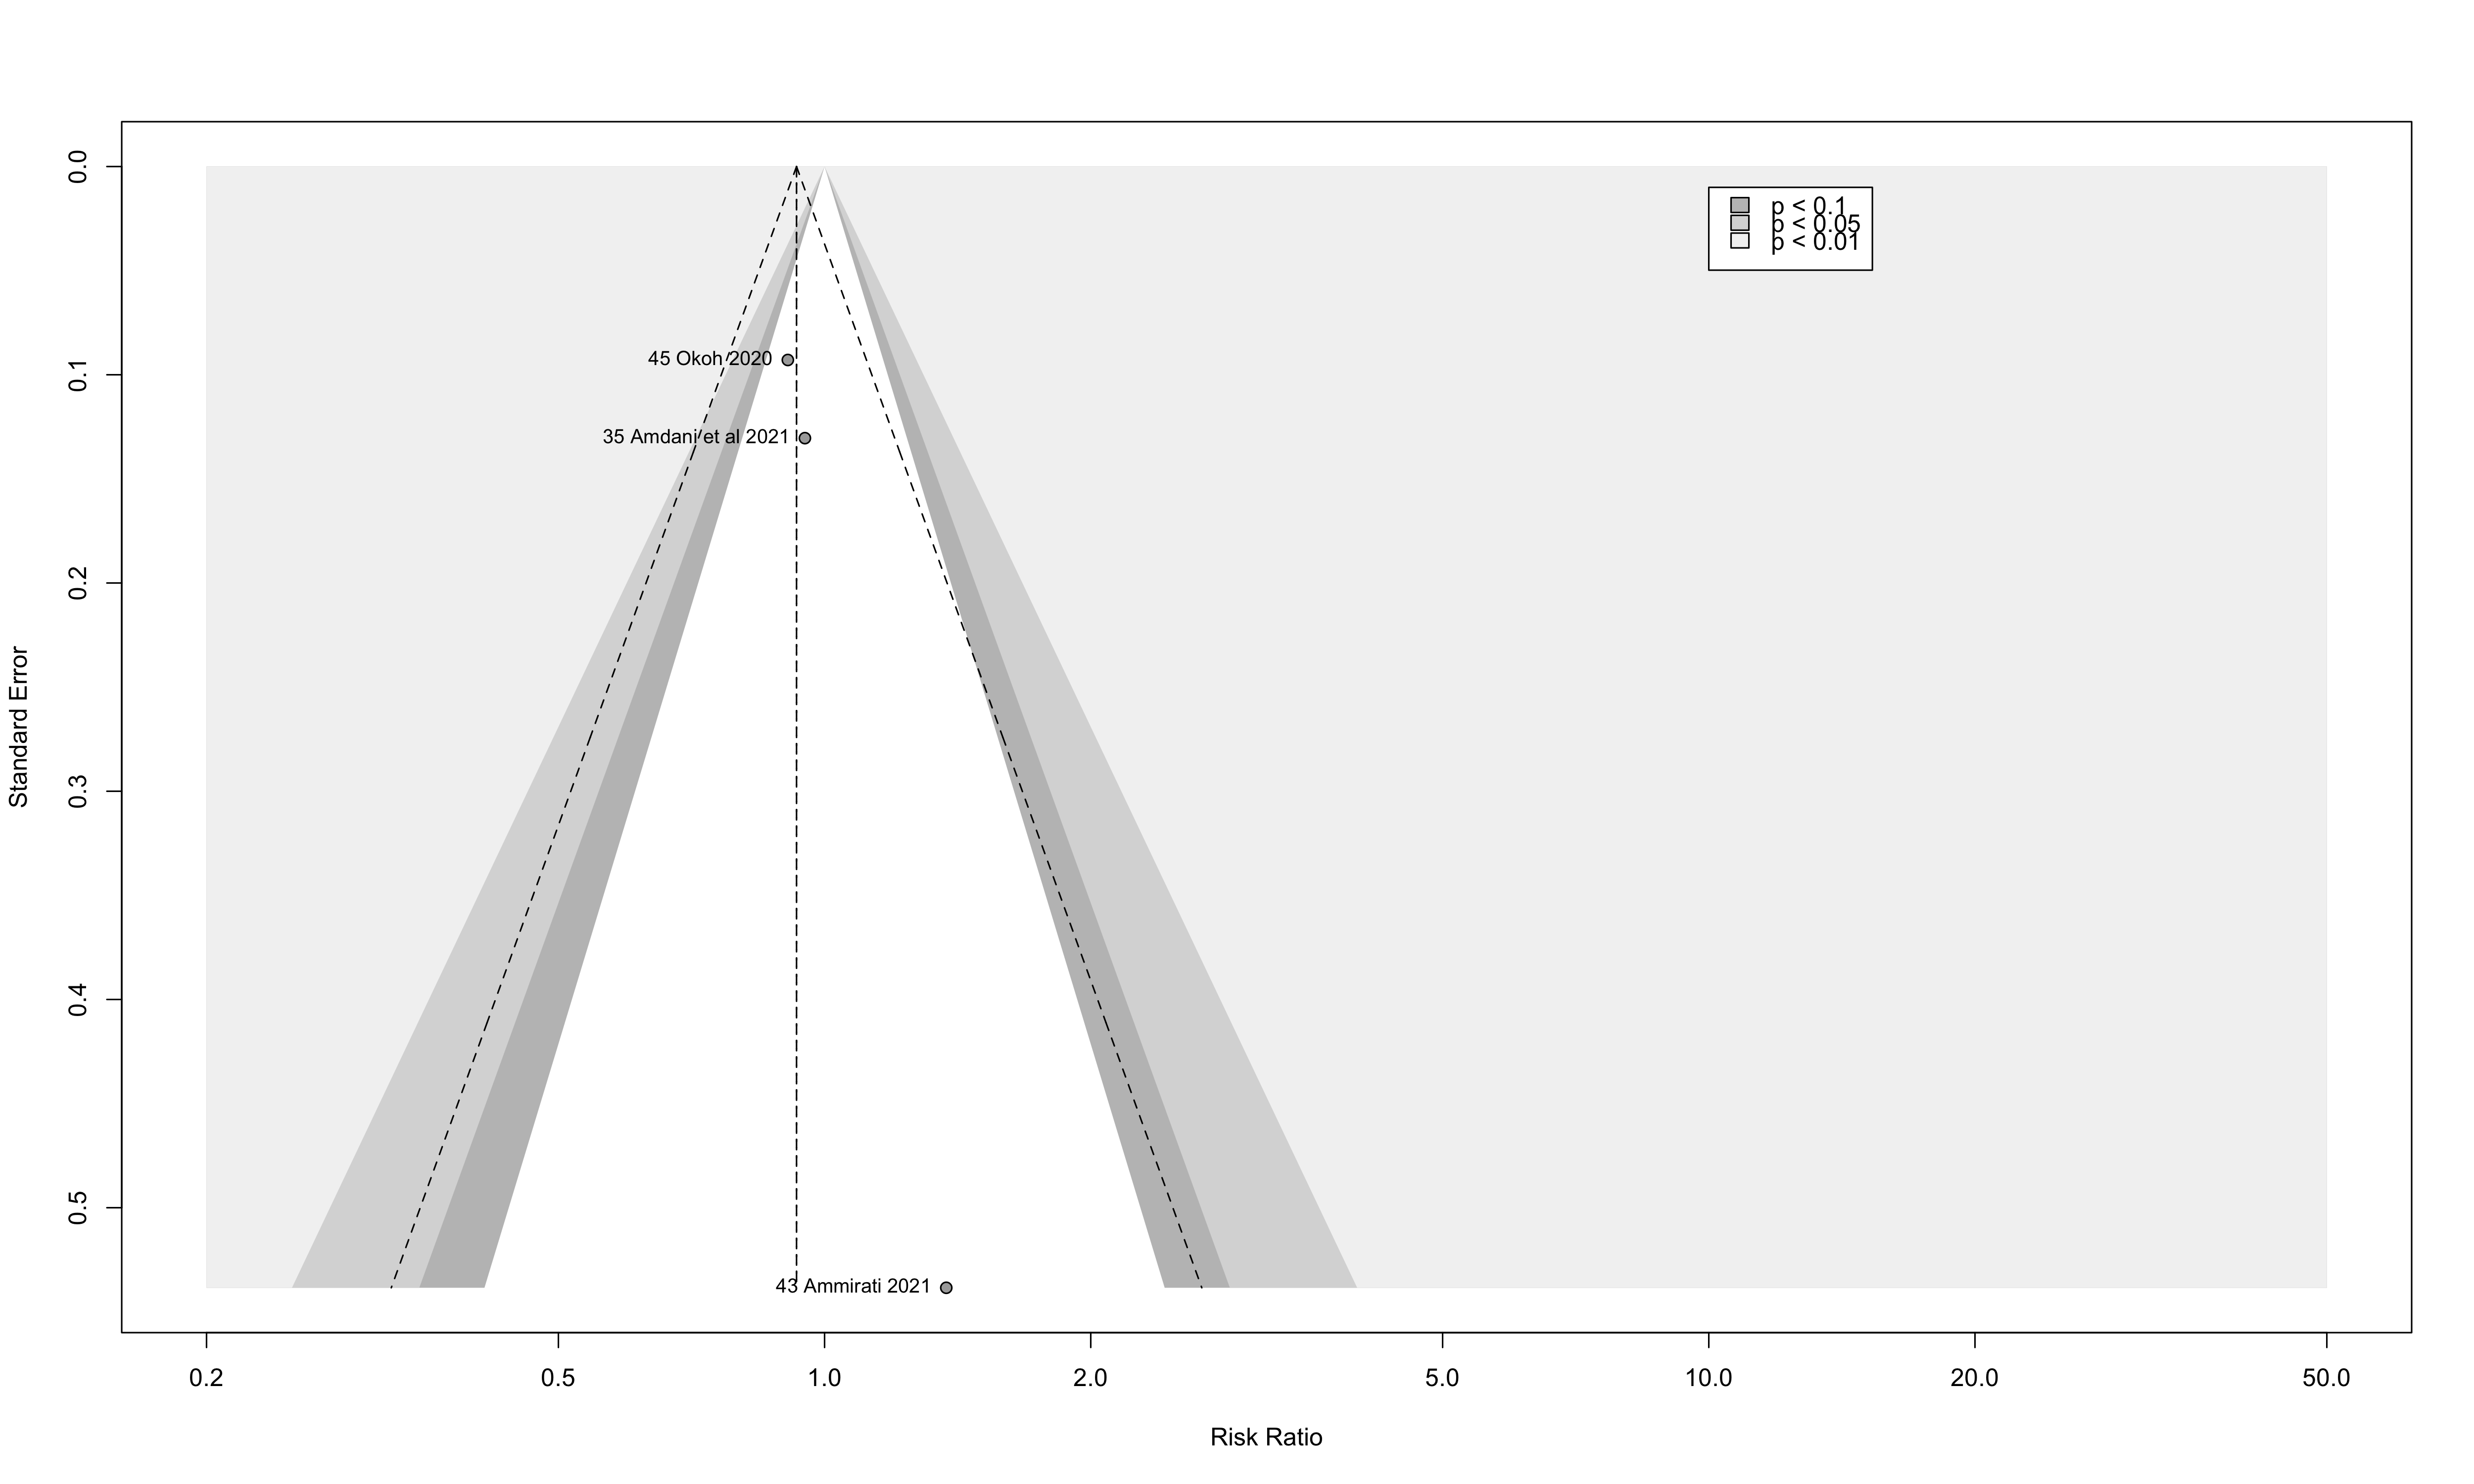 0.0
0.1
0.2
0.3
0.4
0.5
Standard Error
p < 0.1
p < 0.05
p < 0.01
45 Okoh 2020
35 Amdani et al 2021
43 Ammirati 2021
0.2
0.5
1.0
2.0
5.0
10.0
20.0
50.0
Risk Ratio